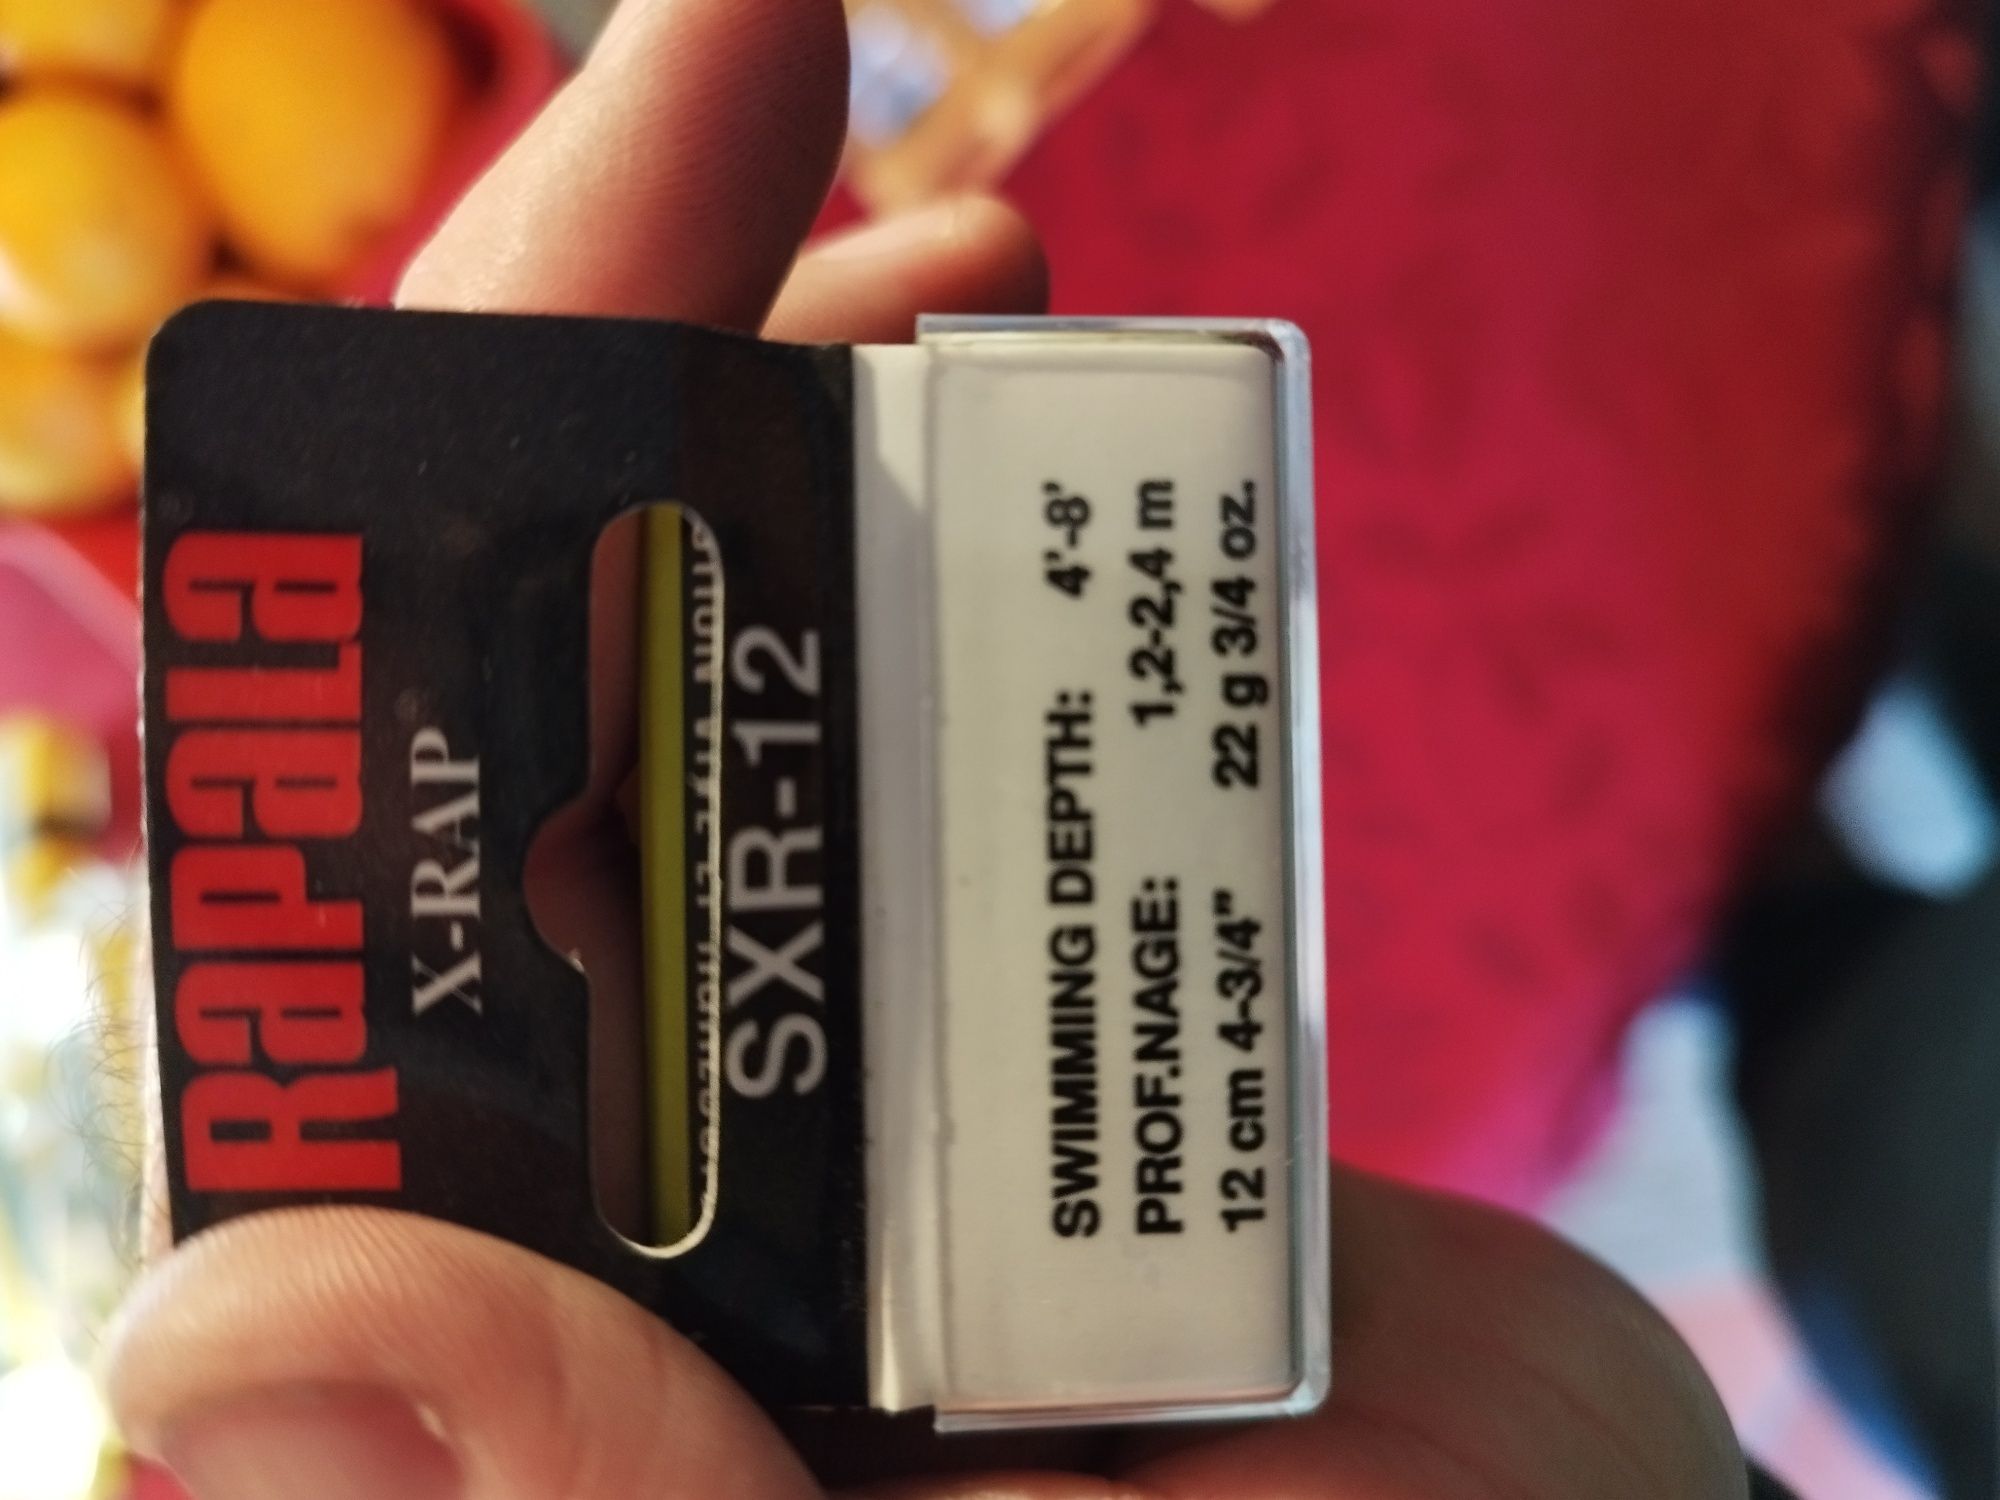 RAPALA
X-RAP®
SXR-12
SWIMMING DEPTH: 4'-8'
PROF.NAGE: 1,2-2,4 m
12 cm 4-3/4" 22 g 3/4 oz.